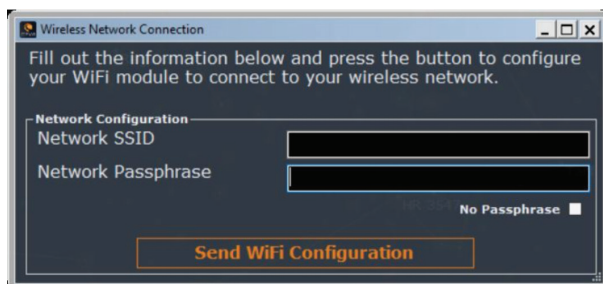 Wireless Network Connection
Fill out the information below and press the button to configure
your WiFi module to connect to your wireless network.
Network Configuration
Network SSID
Network Passphrase
No Passphrase
Send WiFi Configuration